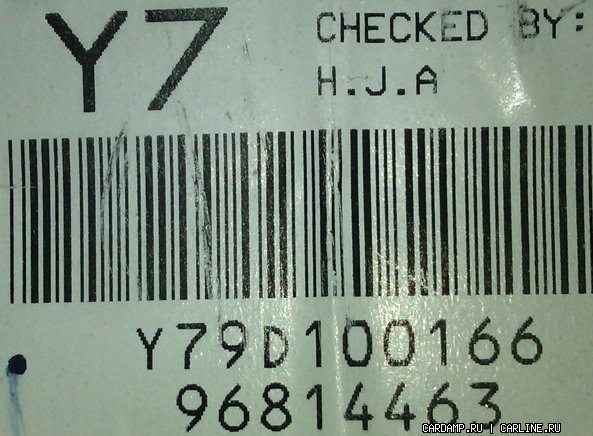 Y7
CHECKED BY:
H.J.A
Y79D100166
96814463
CARDAMP.RU | CARLINE.RU